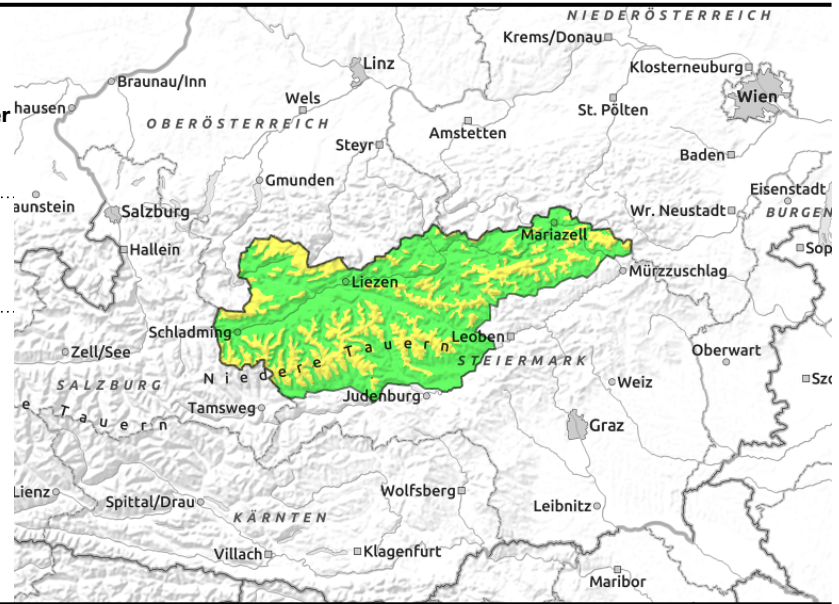 NIEDERÖSTERREICH
Krems/Donau
Linz
Klosterneuburg
Braunau/Inn
Wien
hausen
Wels
St. Pölten
er
OBERÖSTERREICH
Amstetten
Steyr
Baden
Gmunden
Eisenstadt
aunstein
Salzburg
Wr. Neustadt
BURGEN
Mariazell
Hallein
Sop
Mürzzuschlag
Liezen
Schladming
Leoben
Niedere Tauern
Zell/See
STEIERMARK
Oberwart
SALZBURG
Weiz
Szo
Judenburg
Tamsweg
e Tauern
Graz
Lienz
Wolfsberg
Spittal/Drau
Leibnitz
KÄRNTEN
Villach
Klagenfurt
Maribor